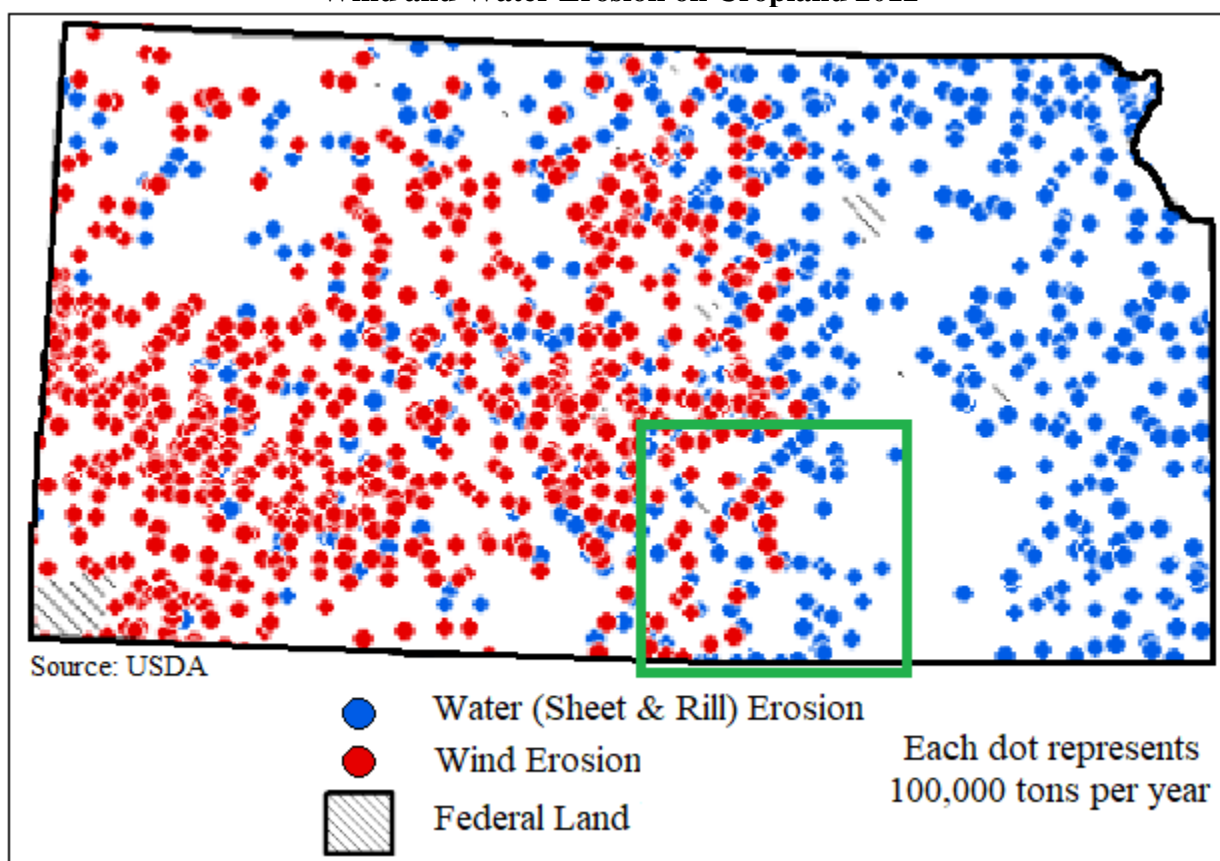 Source: USDA
Water (Sheet & Rill) Erosion
Wind Erosion
Federal Land
Each dot represents
100,000 tons per year